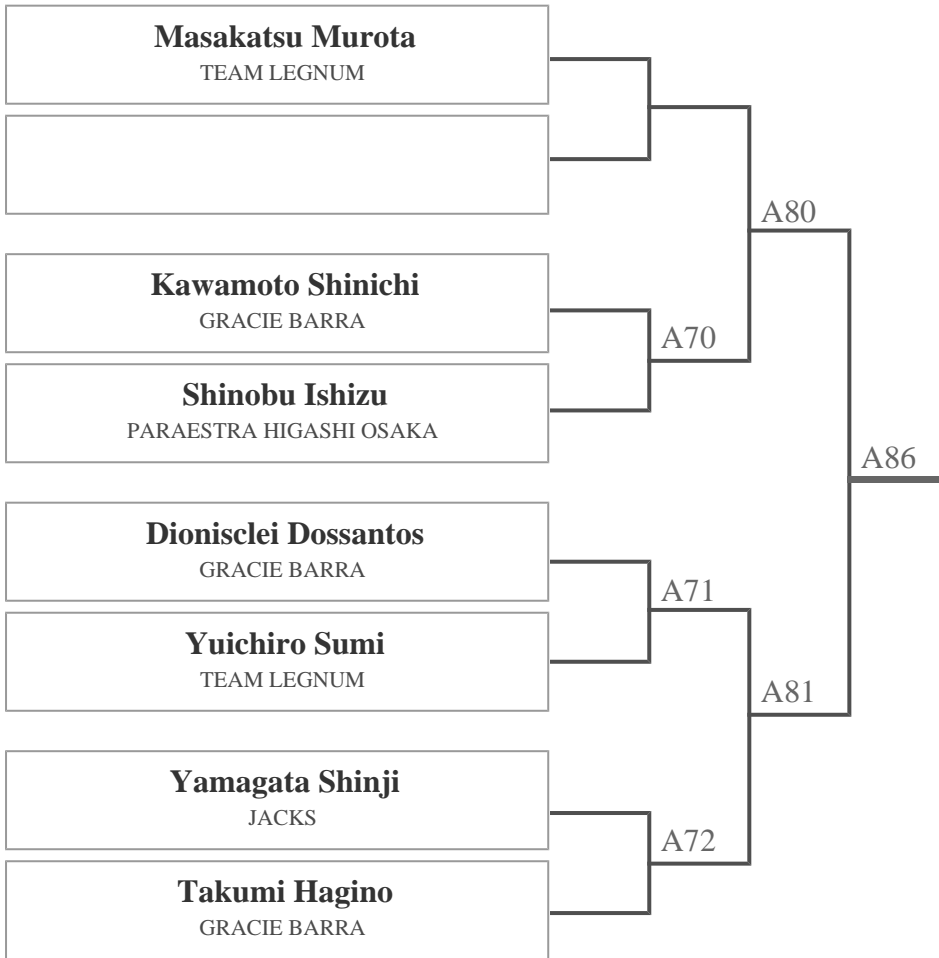 Masakatsu Murota
TEAM LEGNUM
A80
Kawamoto Shinichi
GRACIE BARRA
A70
Shinobu Ishizu
PARAESTRA HIGASHI OSAKA
A86
Dionisclei Dossantos
GRACIE BARRA
A71
Yuichiro Sumi
TEAM LEGNUM
A81
Yamagata Shinji
JACKS
A72
Takumi Hagino
GRACIE BARRA